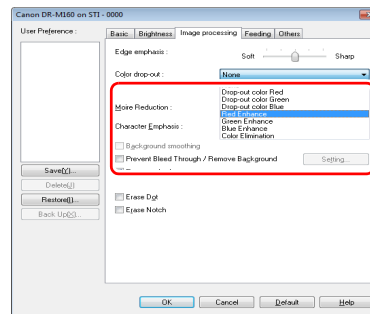 Canon DR-M160 on STI - 0000
User Preference :
Basic Brightness Image processing Feeding Others
Edge emphasis :
Soft Sharp
Color drop-out :
None
Drop-out color Red
Drop-out color Green
Drop-out color Blue
Red Enhance
Green Enhance
Blue Enhance
Color Elimination
Moire Reduction :
Character Emphasis :
Background smoothing
Prevent Bleed Through / Remove Background
Setting...
Save(Y)...
Delete(J)
Restore(I)...
Back Up(K)...
Erase Dot
Erase Notch
OK Cancel Default Help